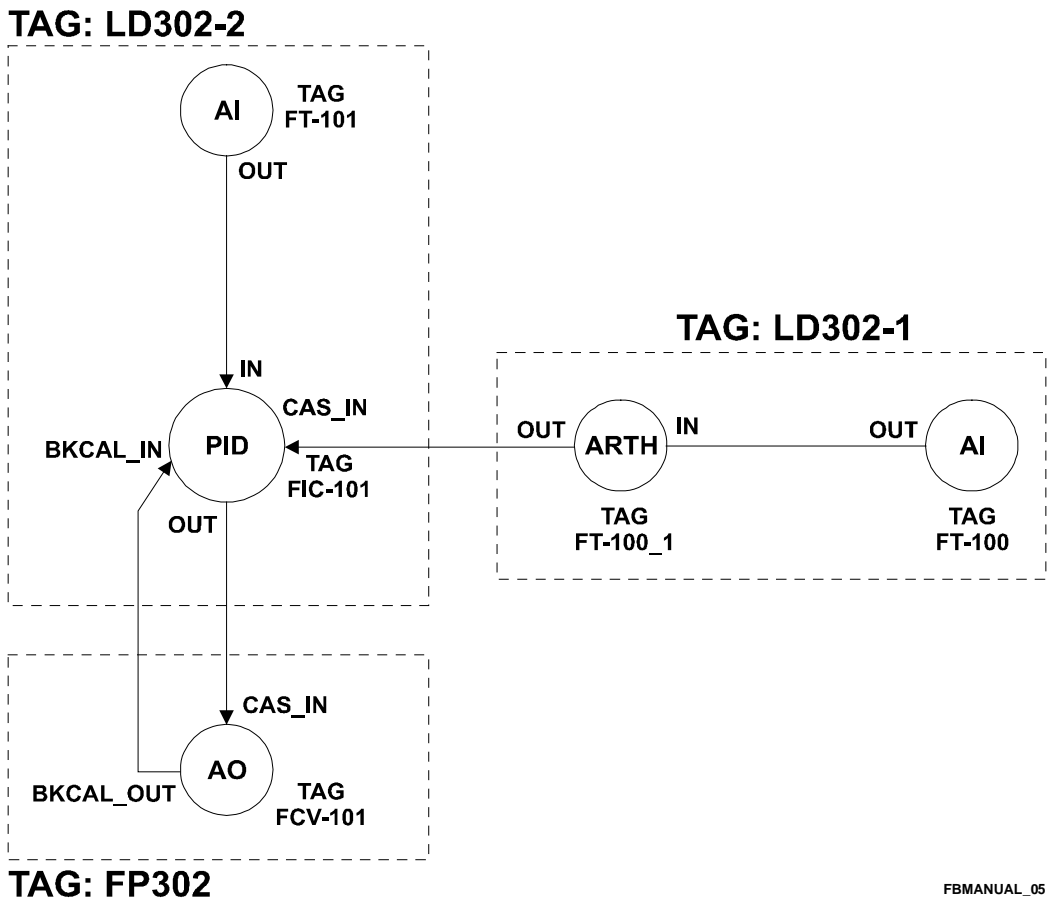 TAG: LD302-2
AI
TAG
FT-101
OUT
IN
CAS_IN
BKCAL_IN
PID
TAG
FIC-101
OUT
TAG: LD302-1
OUT
ARTH
IN
OUT
AI
TAG
FT-100_1
TAG
FT-100
CAS_IN
AO
BKCAL_OUT
TAG
FCV-101
TAG: FP302
FBMANUAL_05